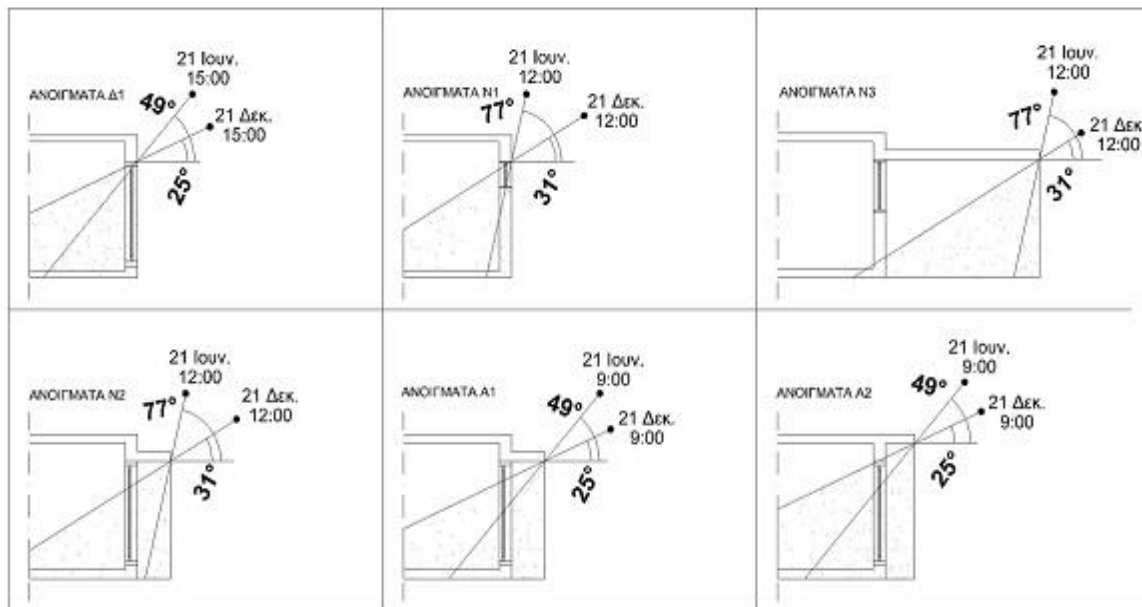 ΑΝΟΙΓΜΑΤΑ Δ1
21 Ιουν.
15:00
49°
21 Δεκ.
15:00
25°
ΑΝΟΙΓΜΑΤΑ Ν1
21 Ιουν.
12:00
77°
21 Δεκ.
12:00
31°
ΑΝΟΙΓΜΑΤΑ Ν3
21 Ιουν.
12:00
77°
21 Δεκ.
12:00
31°
ΑΝΟΙΓΜΑΤΑ Ν2
21 Ιουν.
12:00
77°
21 Δεκ.
12:00
31°
ΑΝΟΙΓΜΑΤΑ Α1
21 Ιουν.
9:00
49°
21 Δεκ.
9:00
25°
ΑΝΟΙΓΜΑΤΑ Α2
21 Ιουν.
9:00
49°
21 Δεκ.
9:00
25°